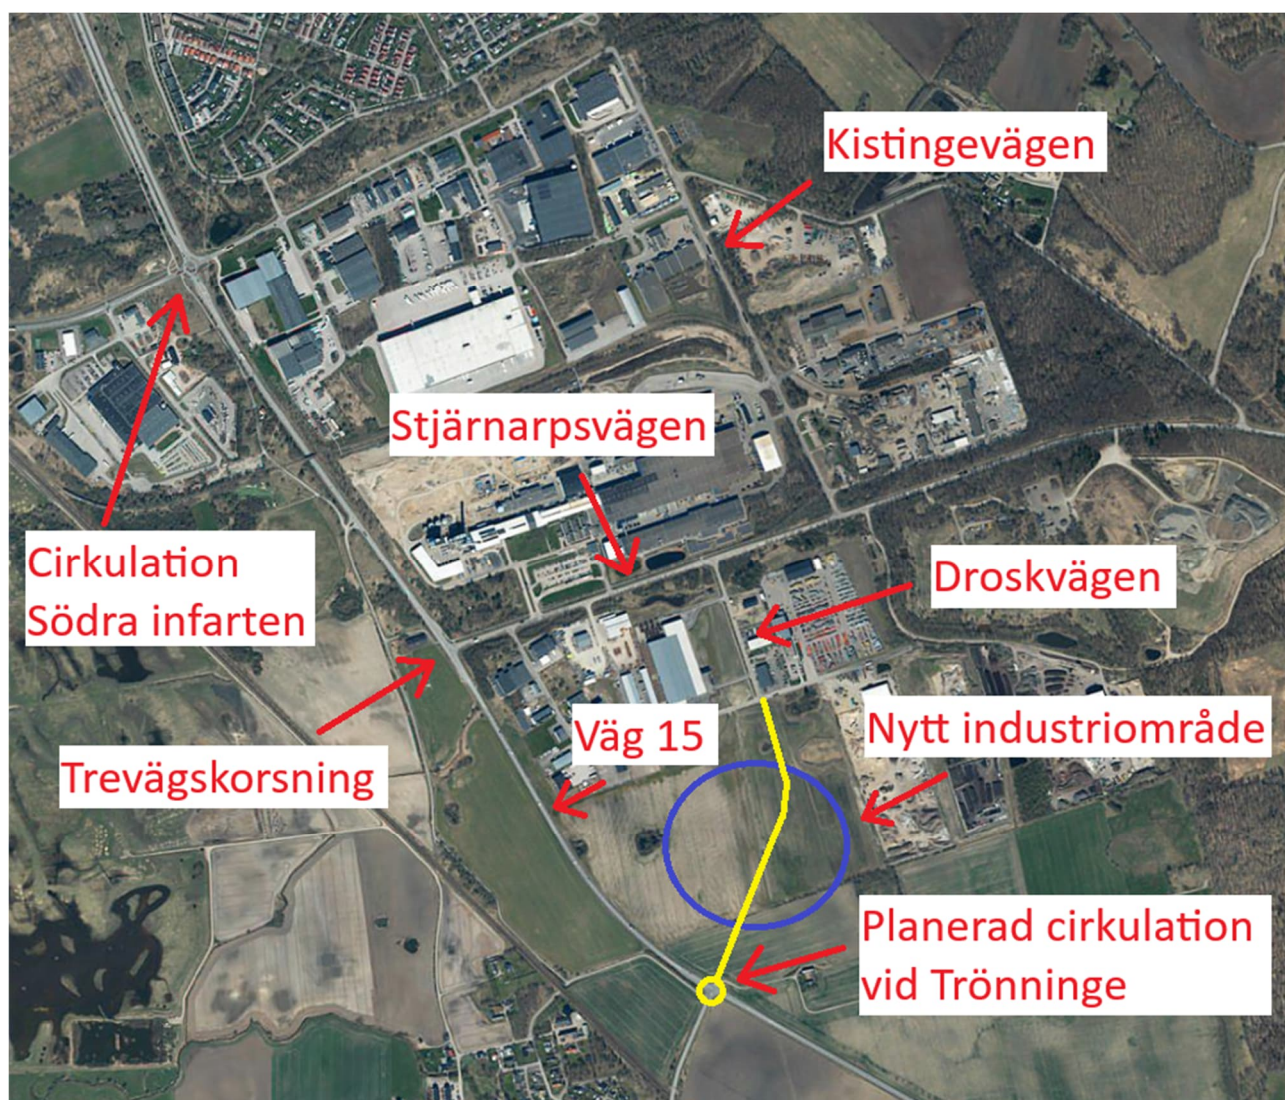 Kistingevägen
Stjärnarpsvägen
Cirkulation
Södra infarten
Droskvägen
Trevägskorsning
Väg 15
Nytt industriområde
Planerad cirkulation
vid Trönninge